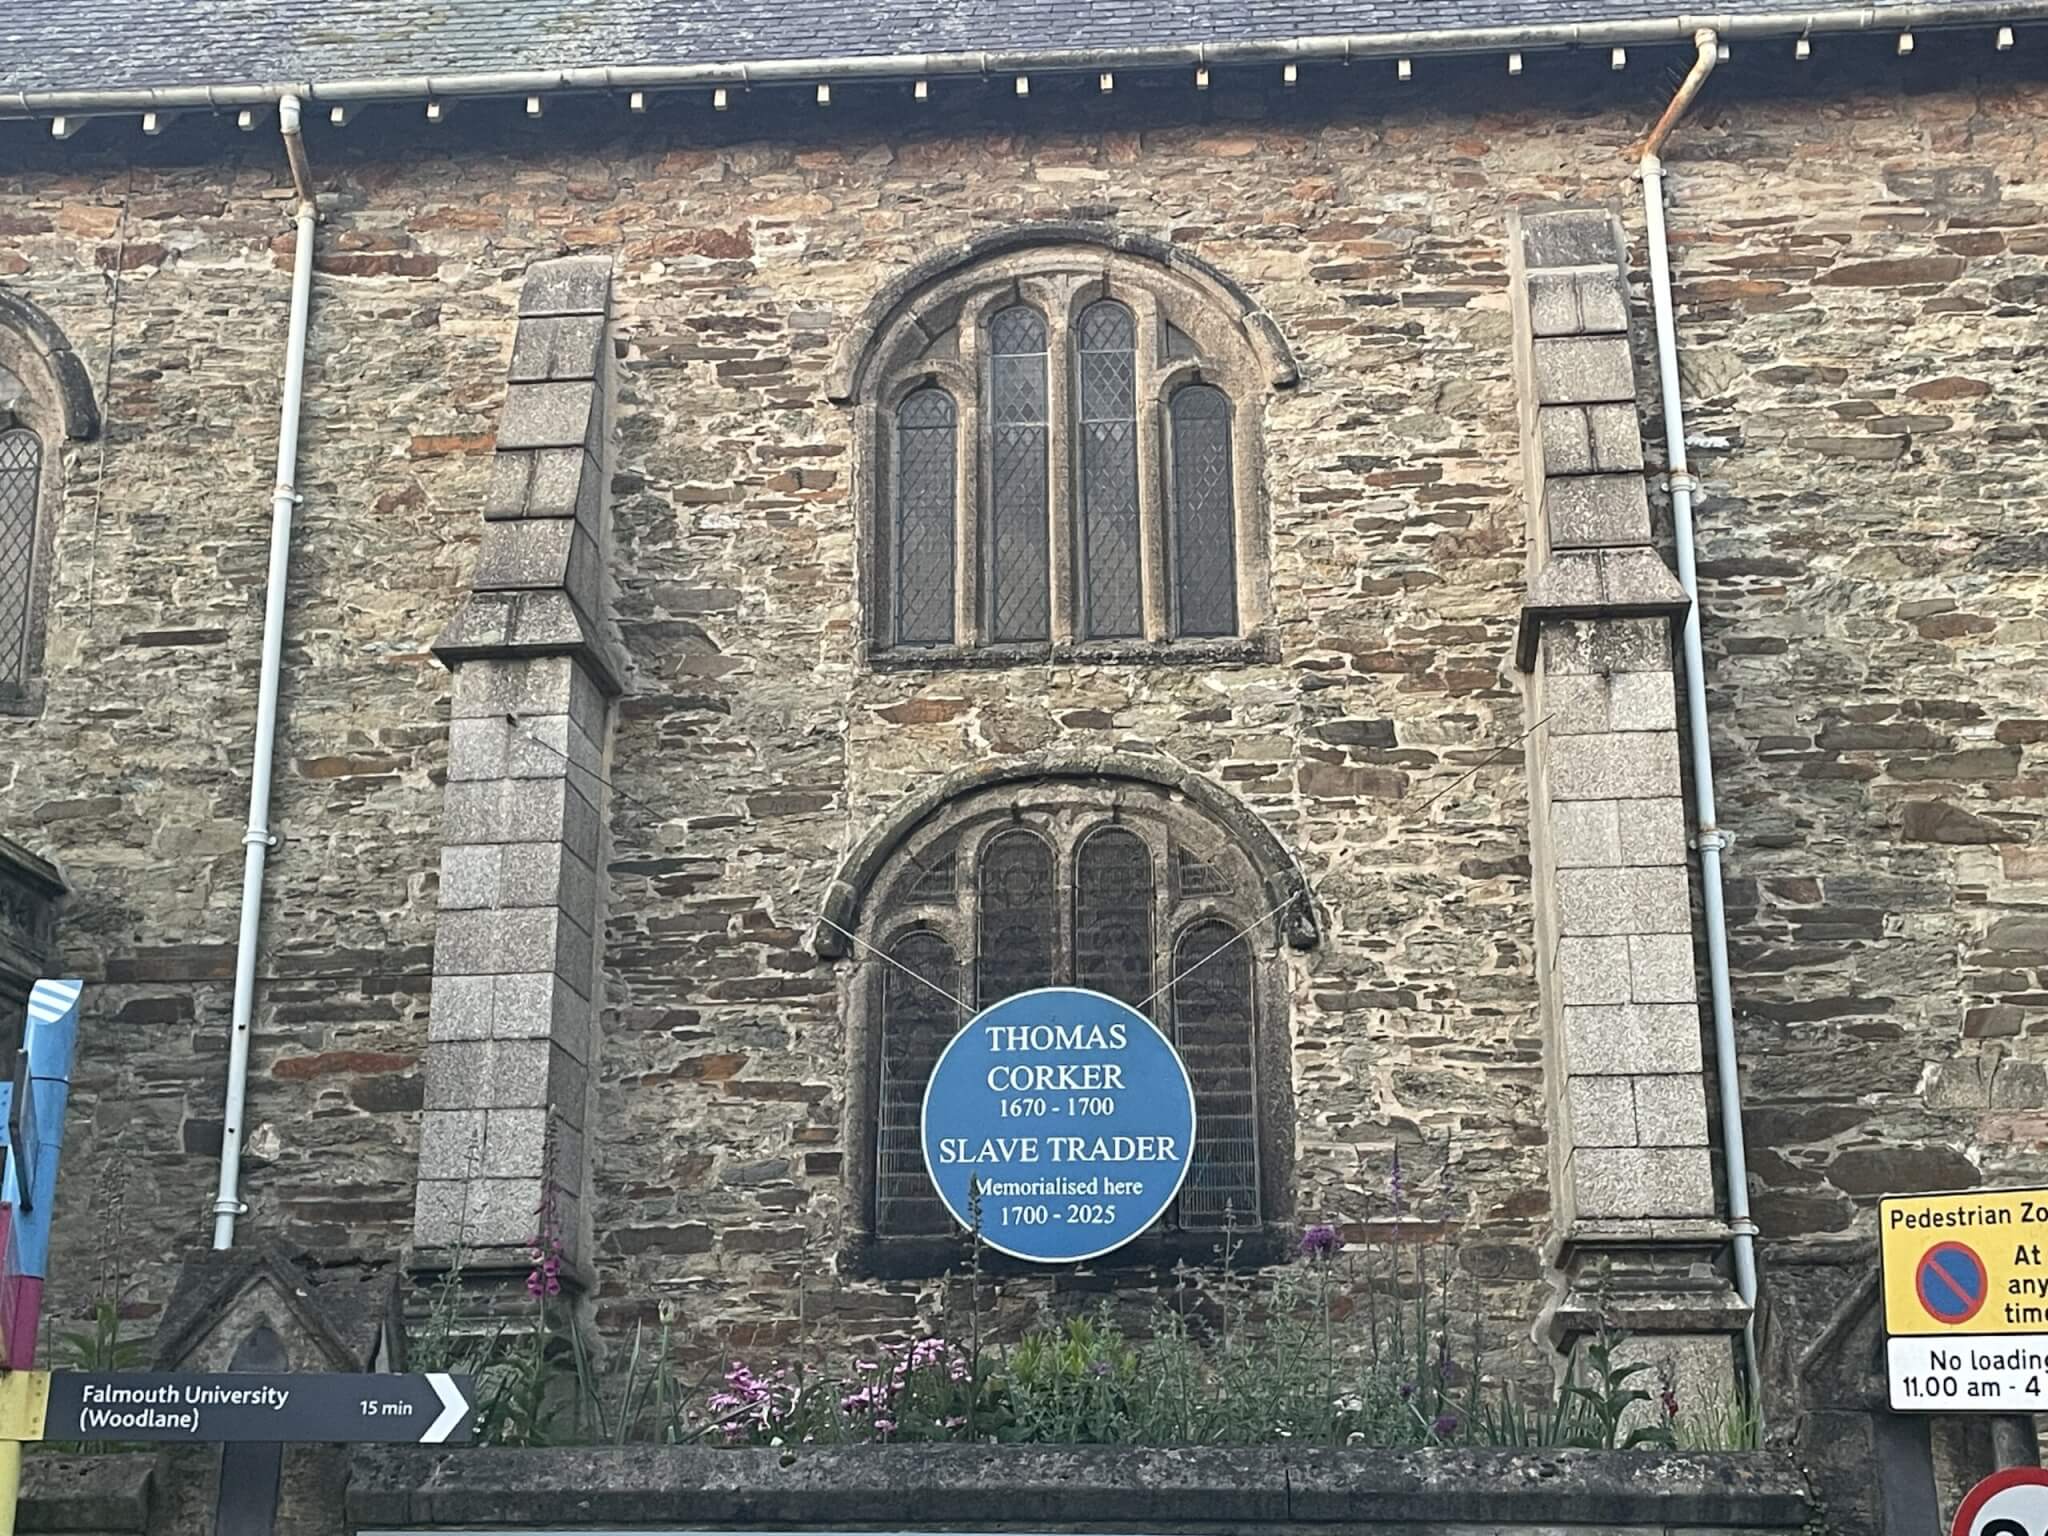 THOMAS
CORKER
1670 - 1700
SLAVE TRADER
Memorialised here
1700 - 2025
Falmouth University
(Woodlane)
15 min
Pedestrian Zo
At
any
time
No loading
11.00 am - 4